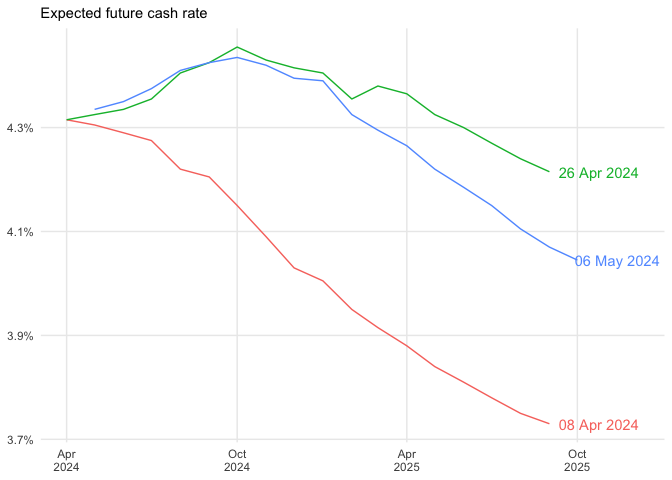 Expected future cash rate
4.3%
4.1%
3.9%
3.7%
26 Apr 2024
06 May 2024
08 Apr 2024
Apr
2024
Oct
2024
Apr
2025
Oct
2025